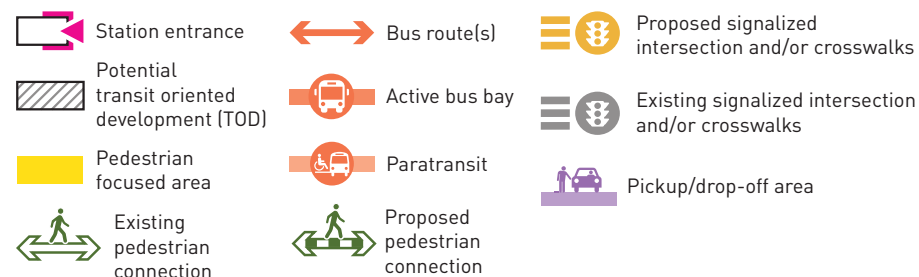 Station entrance
Potential
transit oriented
development (TOD)
Pedestrian
focused area
Existing
pedestrian
connection
Bus route(s)
Active bus bay
Paratransit
Proposed
pedestrian
connection
Proposed signalized
intersection and/or crosswalks
Existing signalized intersection
and/or crosswalks
Pickup/drop-off area